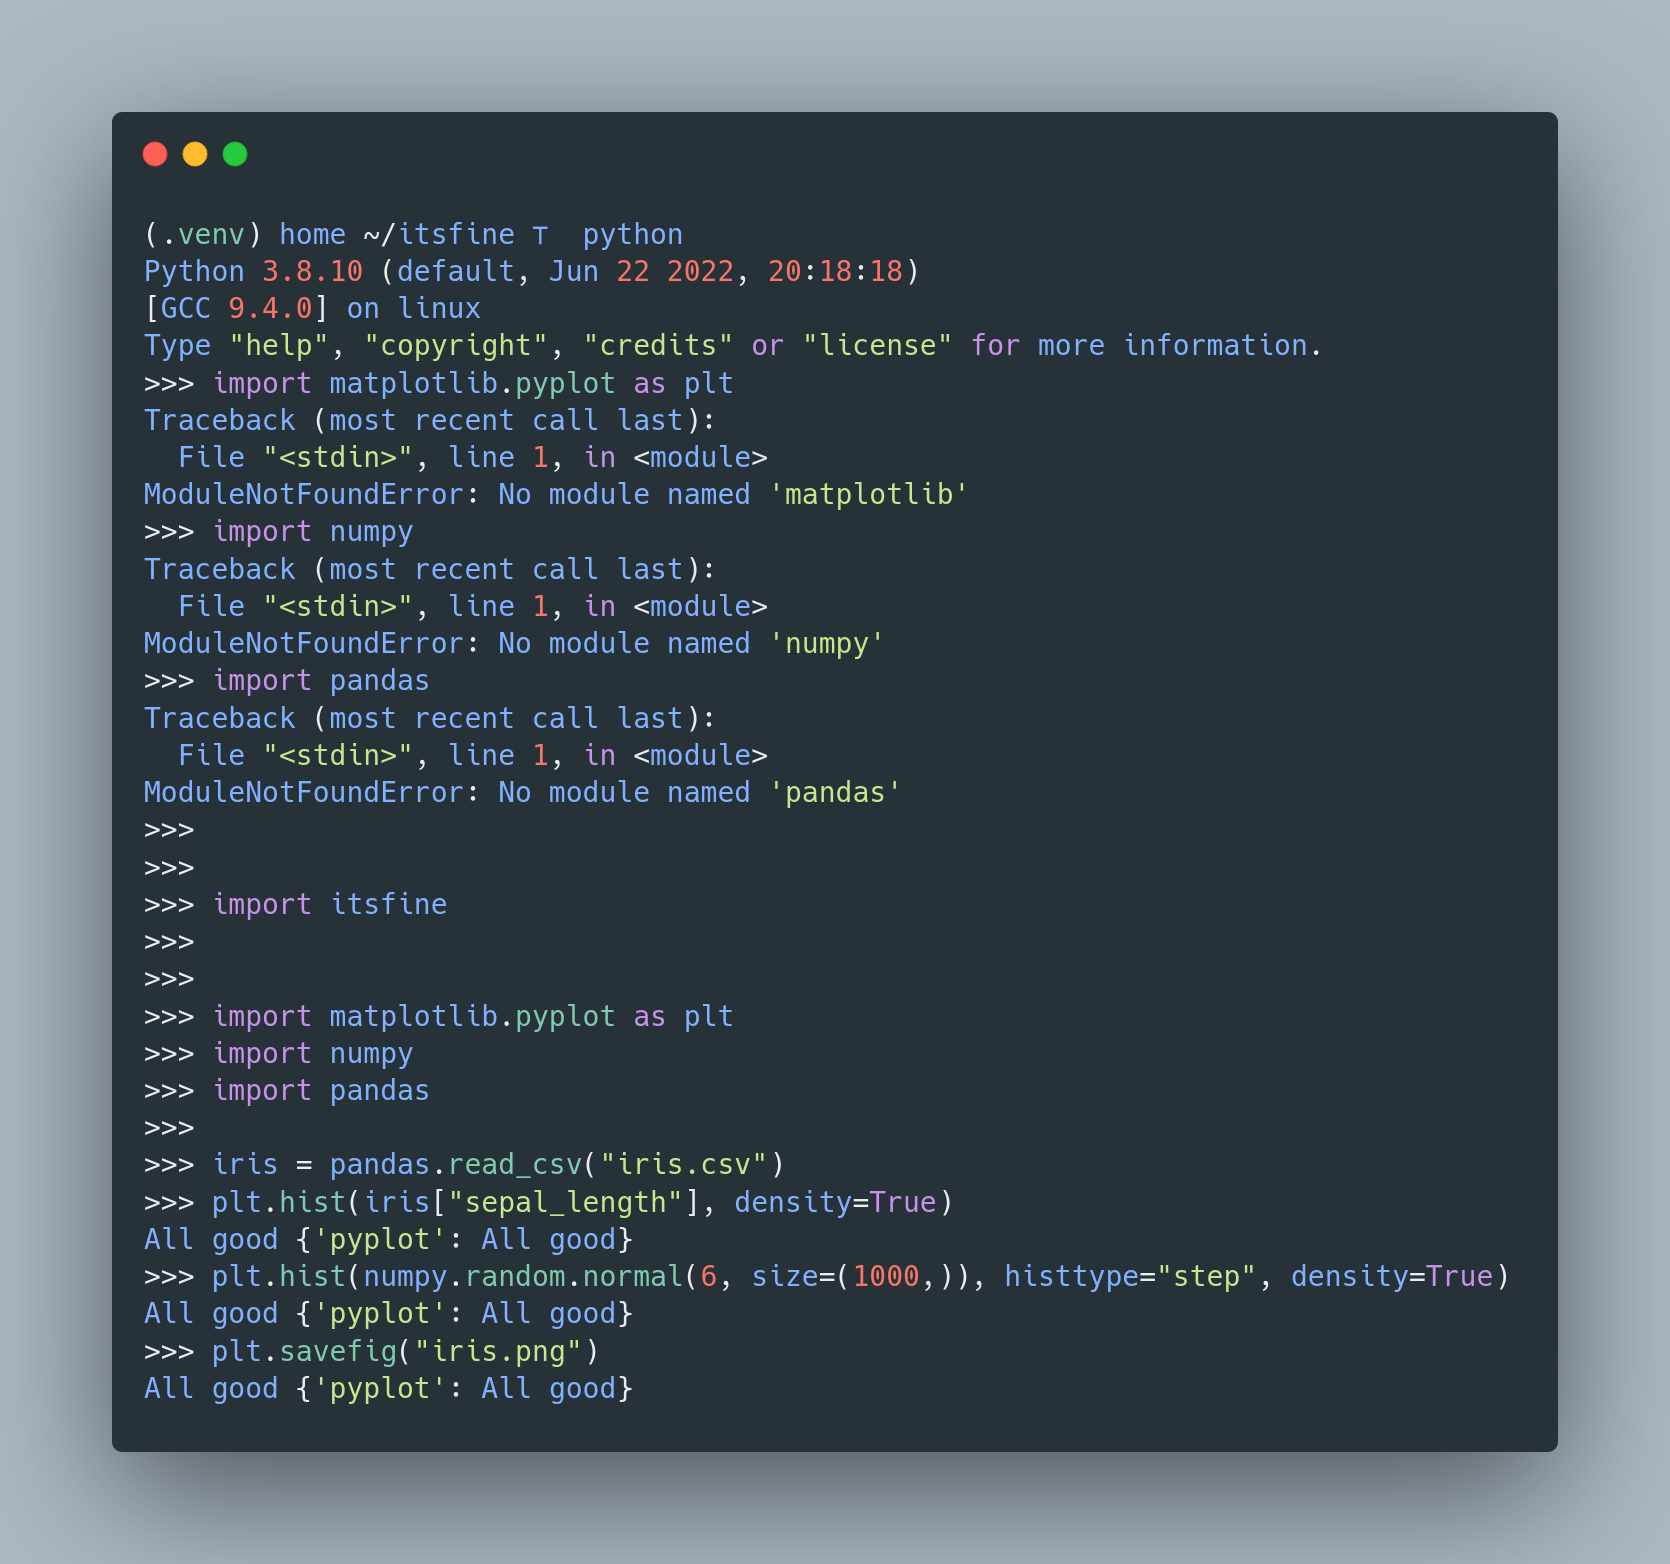 (.venv) home ~/itsfine ⊤  python
Python 3.8.10 (default, Jun 22 2022, 20:18:18)
[GCC 9.4.0] on linux
Type "help", "copyright", "credits" or "license" for more information.
>>> import matplotlib.pyplot as plt
Traceback (most recent call last):
  File "<stdin>", line 1, in <module>
ModuleNotFoundError: No module named 'matplotlib'
>>> import numpy
Traceback (most recent call last):
  File "<stdin>", line 1, in <module>
ModuleNotFoundError: No module named 'numpy'
>>> import pandas
Traceback (most recent call last):
  File "<stdin>", line 1, in <module>
ModuleNotFoundError: No module named 'pandas'
>>>
>>>
>>> import itsfine
>>>
>>>
>>> import matplotlib.pyplot as plt
>>> import numpy
>>> import pandas
>>>
>>> iris = pandas.read_csv("iris.csv")
>>> plt.hist(iris["sepal_length"], density=True)
All good {'pyplot': All good}
>>> plt.hist(numpy.random.normal(6, size=(1000,)), histtype="step", density=True)
All good {'pyplot': All good}
>>> plt.savefig("iris.png")
All good {'pyplot': All good}